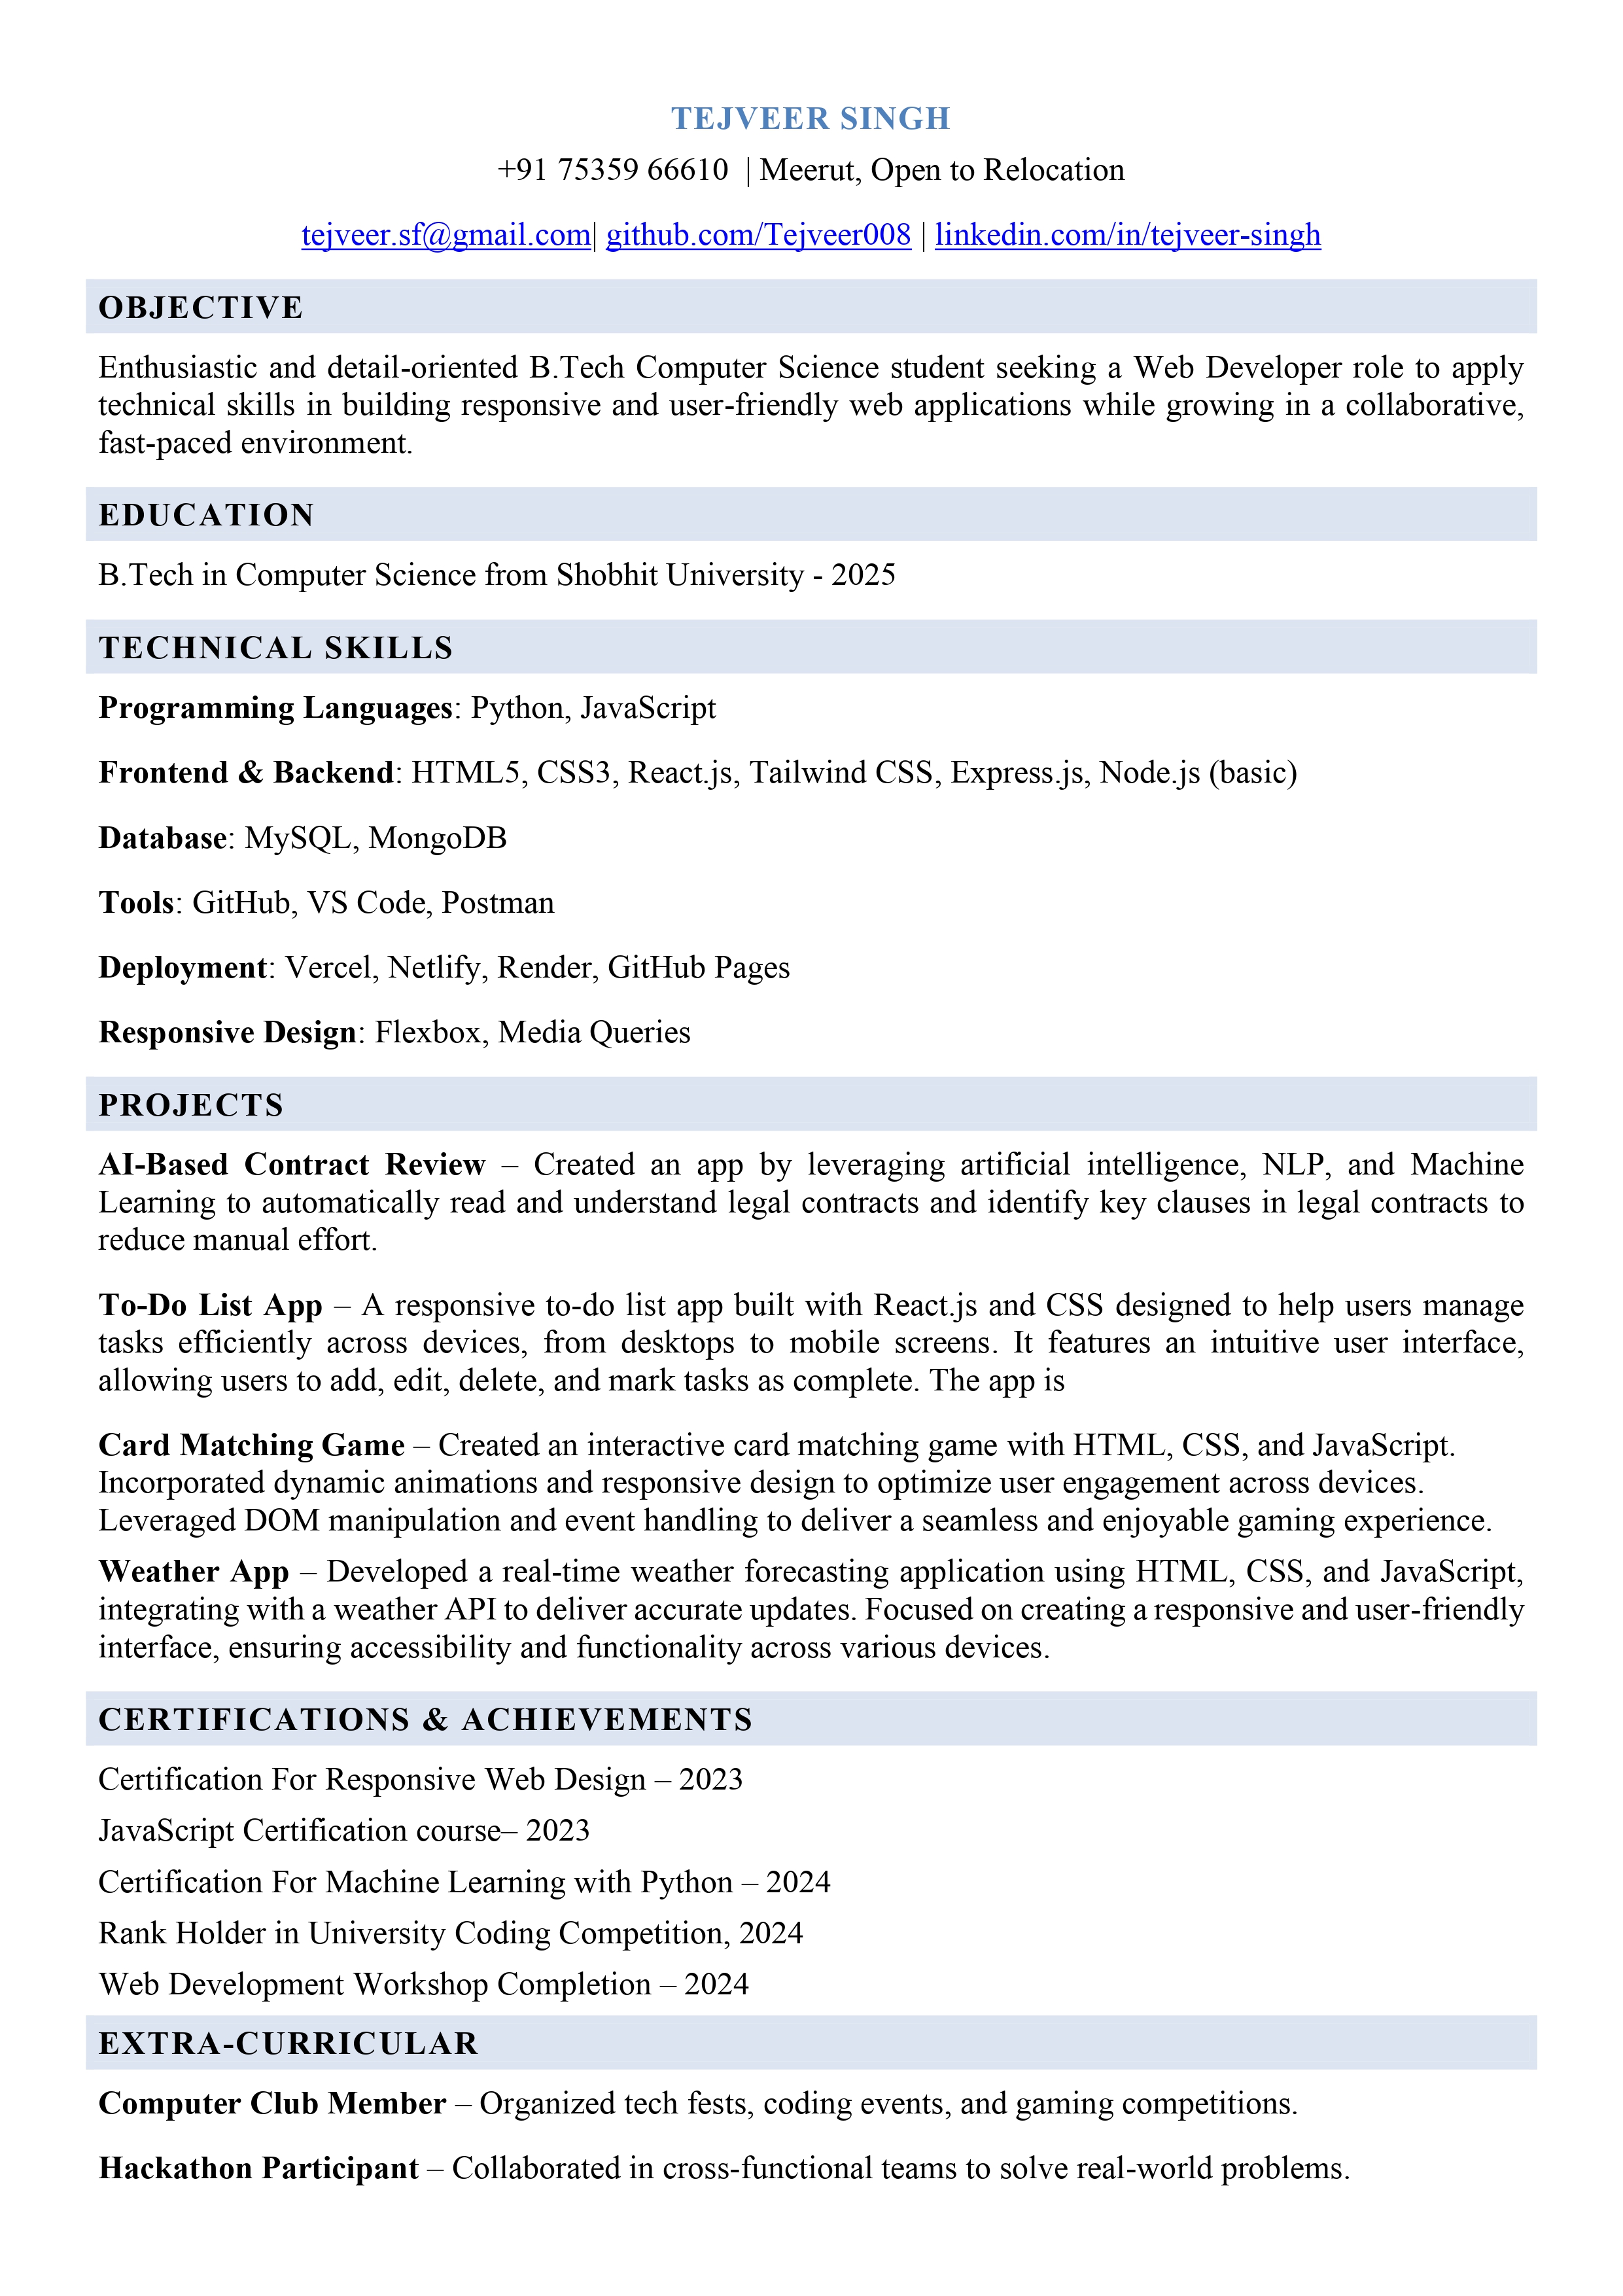 TEJVEER SINGH
+91 75359 66610 | Meerut, Open to Relocation
tejveer.sf@gmail.com| github.com/Tejveer008 | linkedin.com/in/tejveer-singh
OBJECTIVE
Enthusiastic and detail-oriented B.Tech Computer Science student seeking a Web Developer role to apply
technical skills in building responsive and user-friendly web applications while growing in a collaborative,
fast-paced environment.
EDUCATION
B.Tech in Computer Science from Shobhit University - 2025
TECHNICAL SKILLS
Programming Languages: Python, JavaScript
Frontend & Backend: HTML5, CSS3, React.js, Tailwind CSS, Express.js, Node.js (basic)
Database: MySQL, MongoDB
Tools: GitHub, VS Code, Postman
Deployment: Vercel, Netlify, Render, GitHub Pages
Responsive Design: Flexbox, Media Queries
PROJECTS
AI-Based Contract Review – Created an app by leveraging artificial intelligence, NLP, and Machine
Learning to automatically read and understand legal contracts and identify key clauses in legal contracts to
reduce manual effort.
To-Do List App – A responsive to-do list app built with React.js and CSS designed to help users manage
tasks efficiently across devices, from desktops to mobile screens. It features an intuitive user interface,
allowing users to add, edit, delete, and mark tasks as complete. The app is
Card Matching Game – Created an interactive card matching game with HTML, CSS, and JavaScript.
Incorporated dynamic animations and responsive design to optimize user engagement across devices.
Leveraged DOM manipulation and event handling to deliver a seamless and enjoyable gaming experience.
Weather App – Developed a real-time weather forecasting application using HTML, CSS, and JavaScript,
integrating with a weather API to deliver accurate updates. Focused on creating a responsive and user-friendly
interface, ensuring accessibility and functionality across various devices.
CERTIFICATIONS & ACHIEVEMENTS
Certification For Responsive Web Design – 2023
JavaScript Certification course– 2023
Certification For Machine Learning with Python – 2024
Rank Holder in University Coding Competition, 2024
Web Development Workshop Completion – 2024
EXTRA-CURRICULAR
Computer Club Member – Organized tech fests, coding events, and gaming competitions.
Hackathon Participant – Collaborated in cross-functional teams to solve real-world problems.